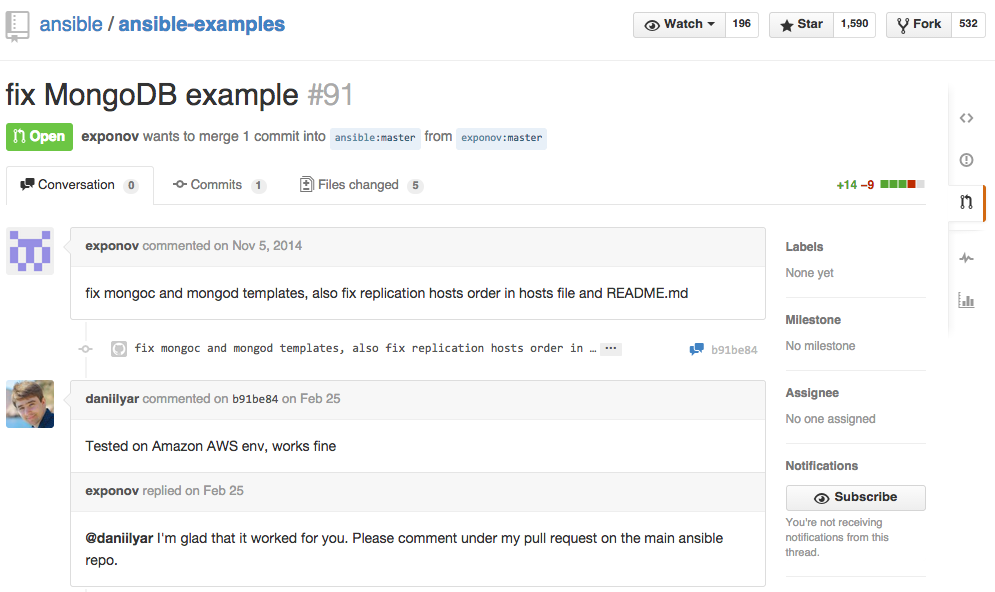 ansible / ansible-examples
Watch 196 Star 1,590 Fork 532
fix MongoDB example #91
Open exponov wants to merge 1 commit into ansible:master from exponov:master
Conversation 0 Commits 1 Files changed 5 +14 −9
exponov commented on Nov 5, 2014
fix mongoc and mongod templates, also fix replication hosts order in hosts file and README.md
fix mongoc and mongod templates, also fix replication hosts order in … ··· b91be84
daniilyar commented on b91be84 on Feb 25
Tested on Amazon AWS env, works fine
exponov replied on Feb 25
@daniilyar I'm glad that it worked for you. Please comment under my pull request on the main ansible
repo.
Labels
None yet
Milestone
No milestone
Assignee
No one assigned
Notifications
Subscribe
You're not receiving
notifications from this
thread.